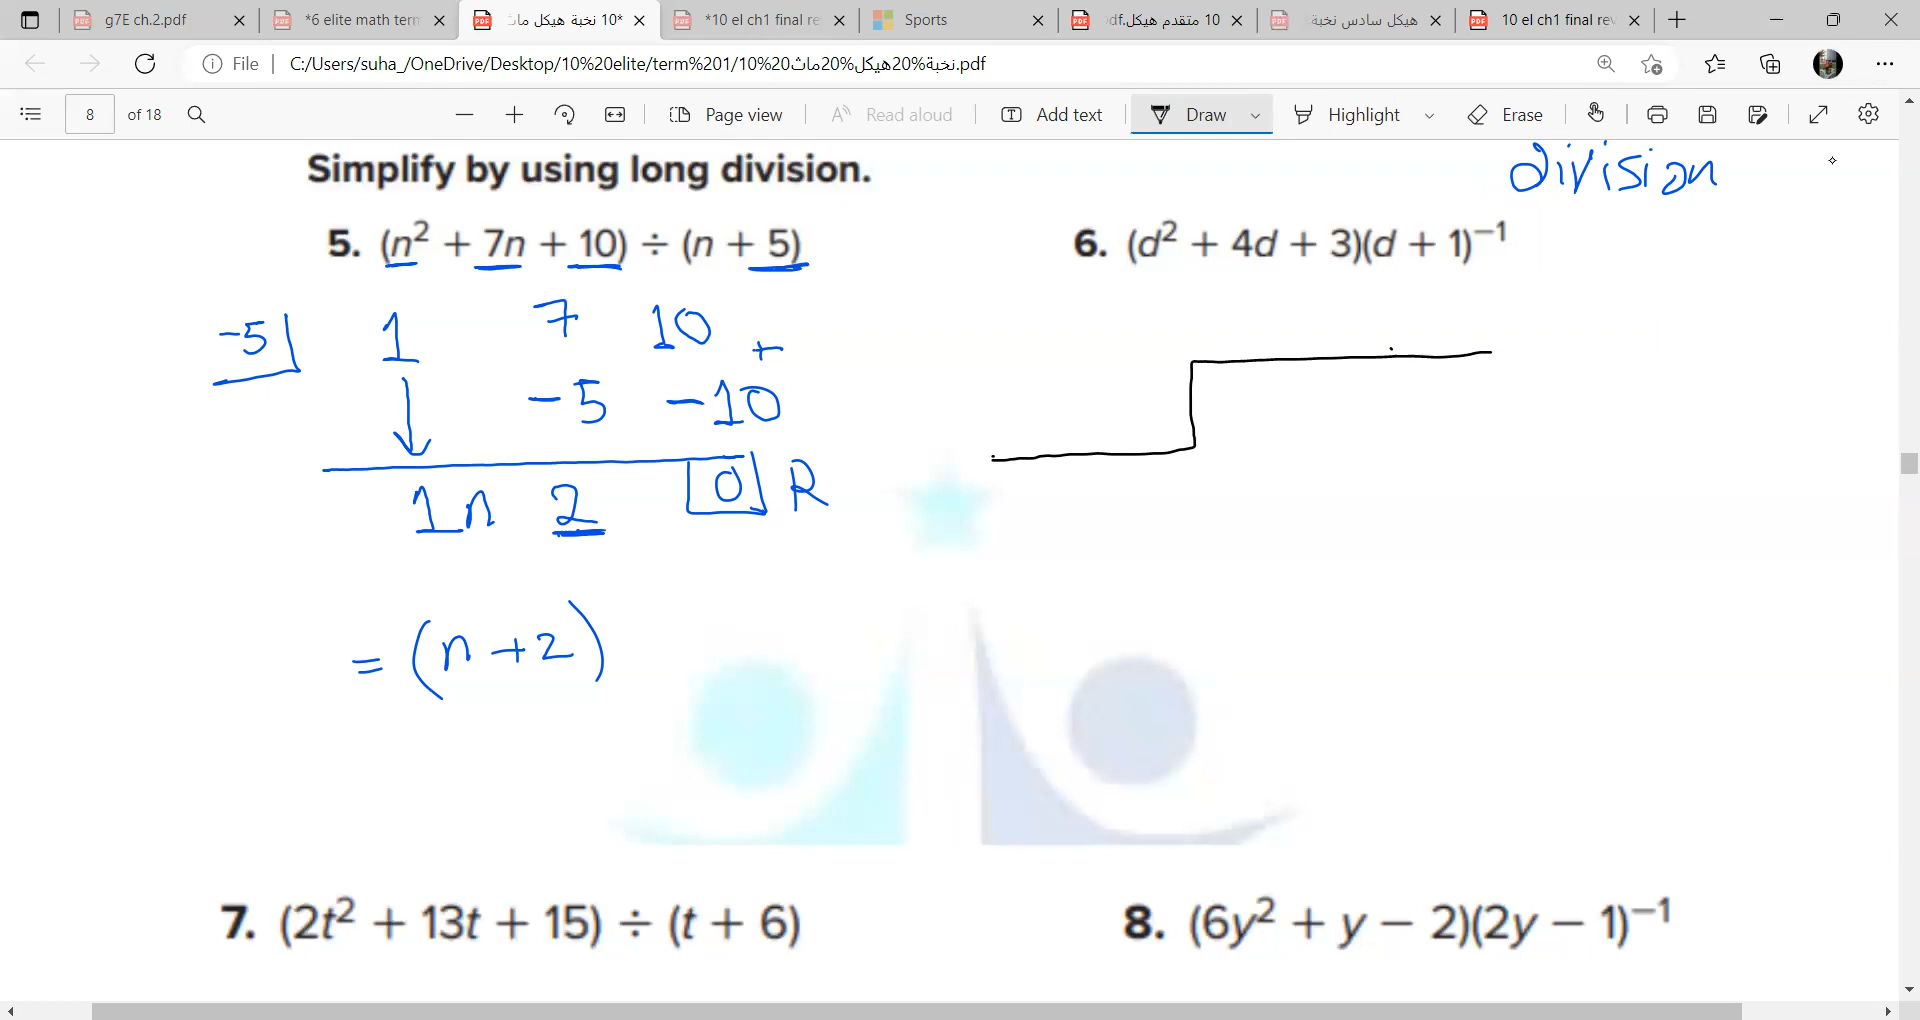 g7E ch.2.pdf
*6 elite math term
*10 نخبة هيكل ماث
*10 el ch1 final re
Sports
10 متقدم هيكل.pdf
هيكل سادس نخبة
10 el ch1 final rev
File | C:/Users/suha_/OneDrive/Desktop/10%20elite/term%201/10%20نخبة%20هيكل%20ماث.pdf
8 of 18
Page view
Read aloud
Add text
Draw
Highlight
Erase
Simplify by using long division.
division
5. (n² + 7n + 10) ÷ (n + 5)
6. (d² + 4d + 3)(d + 1)⁻¹
-5 1 7 10 +
-5 -10
1n 2 0 R
= (n + 2)
7. (2t² + 13t + 15) ÷ (t + 6)
8. (6y² + y − 2)(2y − 1)⁻¹